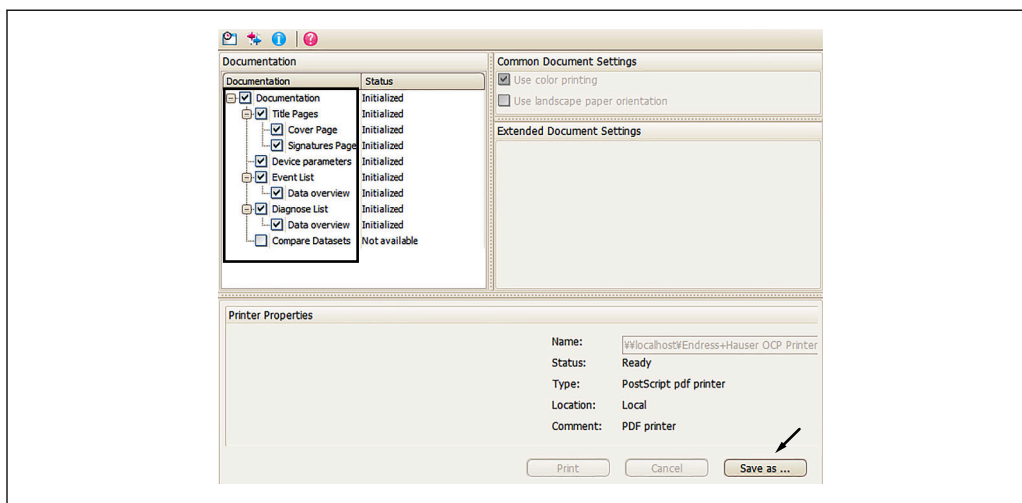 Documentation
Common Document Settings
Documentation Status
Use color printing
Documentation Initialized
Use landscape paper orientation
Title Pages Initialized
Cover Page Initialized
Extended Document Settings
Signatures Page Initialized
Device parameters Initialized
Event List Initialized
Data overview Initialized
Diagnose List Initialized
Data overview Initialized
Compare Datasets Not available
Printer Properties
Name: ¥¥localhost¥Endress+Hauser OCP Printer
Status: Ready
Type: PostScript pdf printer
Location: Local
Comment: PDF printer
Print Cancel Save as ...